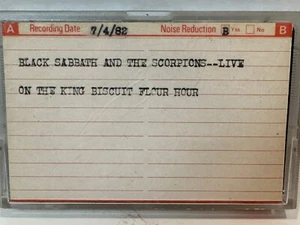 A Recording Date 7/4/82 Noise Reduction B Yes No B
BLACK SABBATH AND THE SCORPIONS--LIVE
ON THE KING BISCUIT FLOUR HOUR